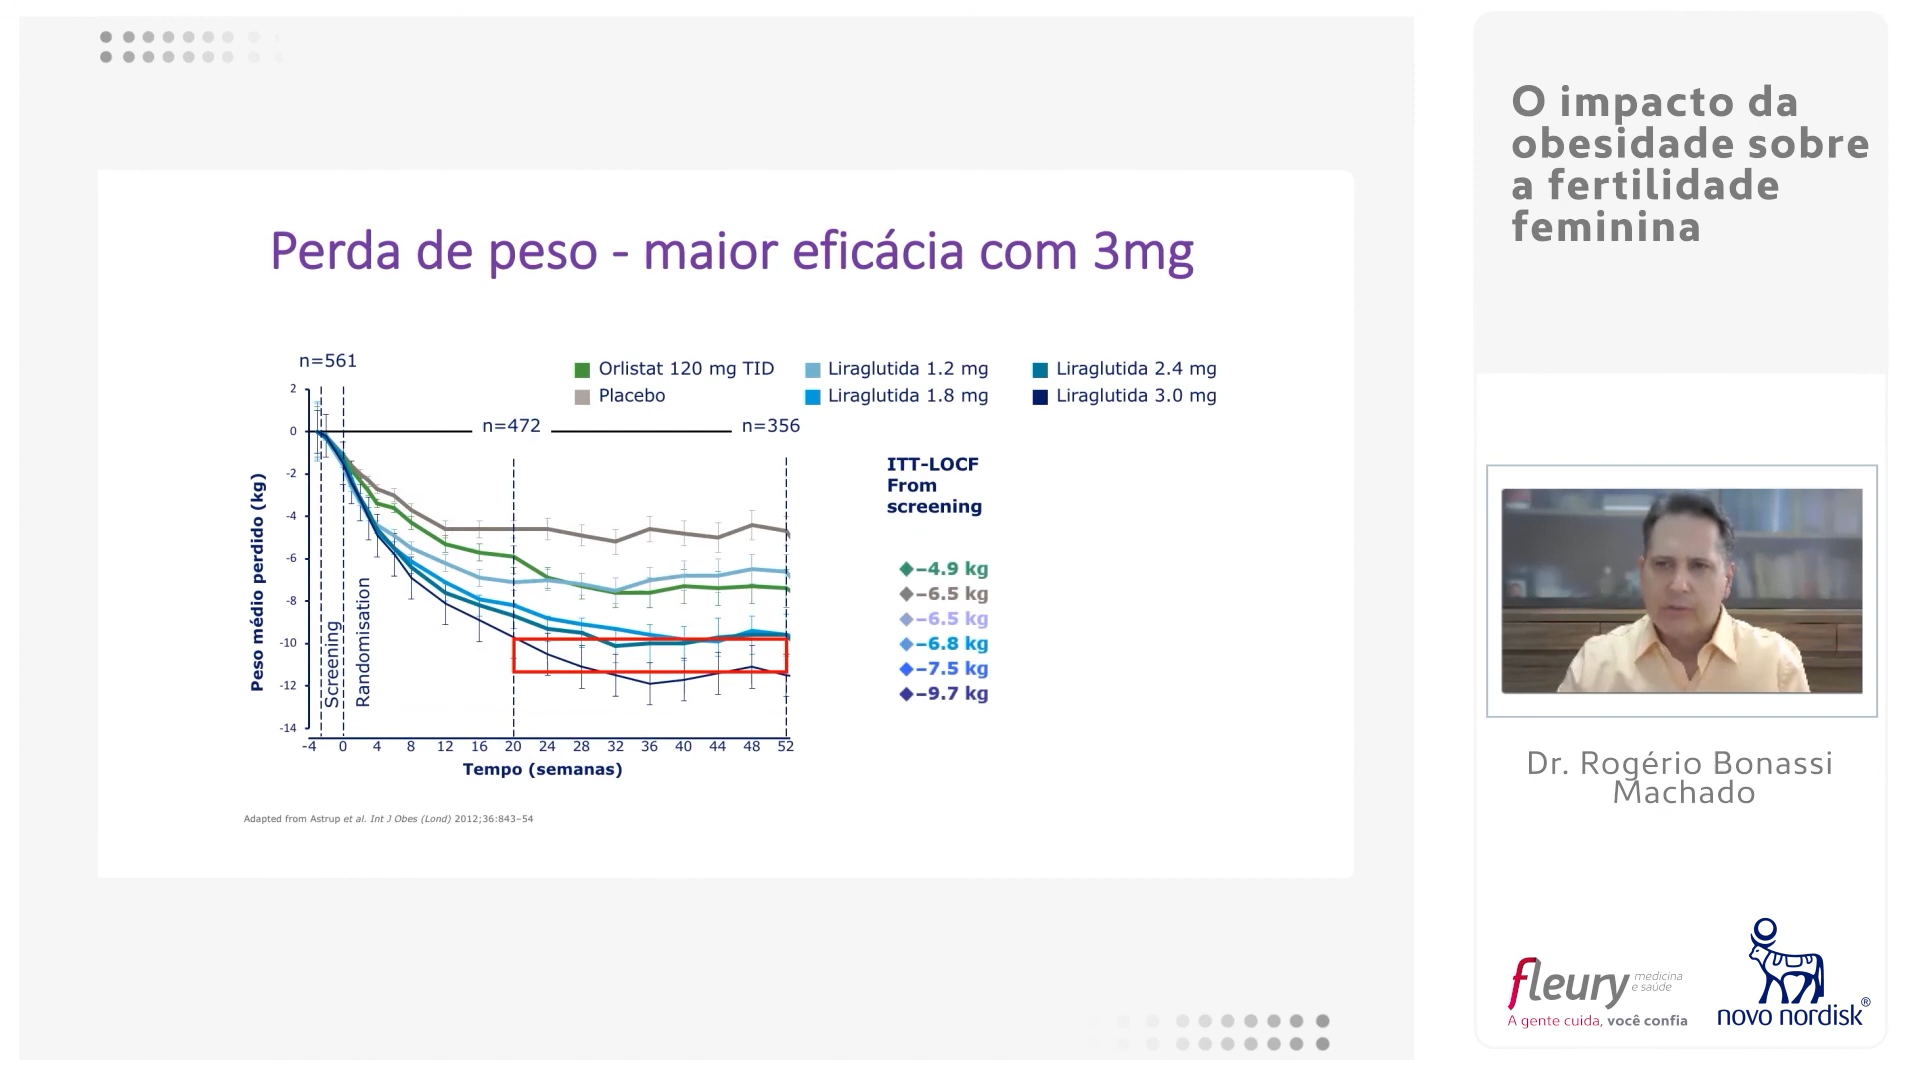 Perda de peso - maior eficácia com 3mg
n=561
Orlistat 120 mg TID
Liraglutida 1.2 mg
Liraglutida 2.4 mg
Placebo
Liraglutida 1.8 mg
Liraglutida 3.0 mg
n=472
n=356
2
0
-2
-4
-6
-8
-10
-12
-14
Peso médio perdido (kg)
Screening
Randomisation
-4 0 4 8 12 16 20 24 28 32 36 40 44 48 52
Tempo (semanas)
ITT-LOCF
From
screening
–4.9 kg
–6.5 kg
–6.5 kg
–6.8 kg
–7.5 kg
–9.7 kg
Adapted from Astrup et al. Int J Obes (Lond) 2012;36:843–54
O impacto da
obesidade sobre
a fertilidade
feminina
Dr. Rogério Bonassi
Machado
fleury medicina
e saúde
A gente cuida, você confia
novo nordisk®